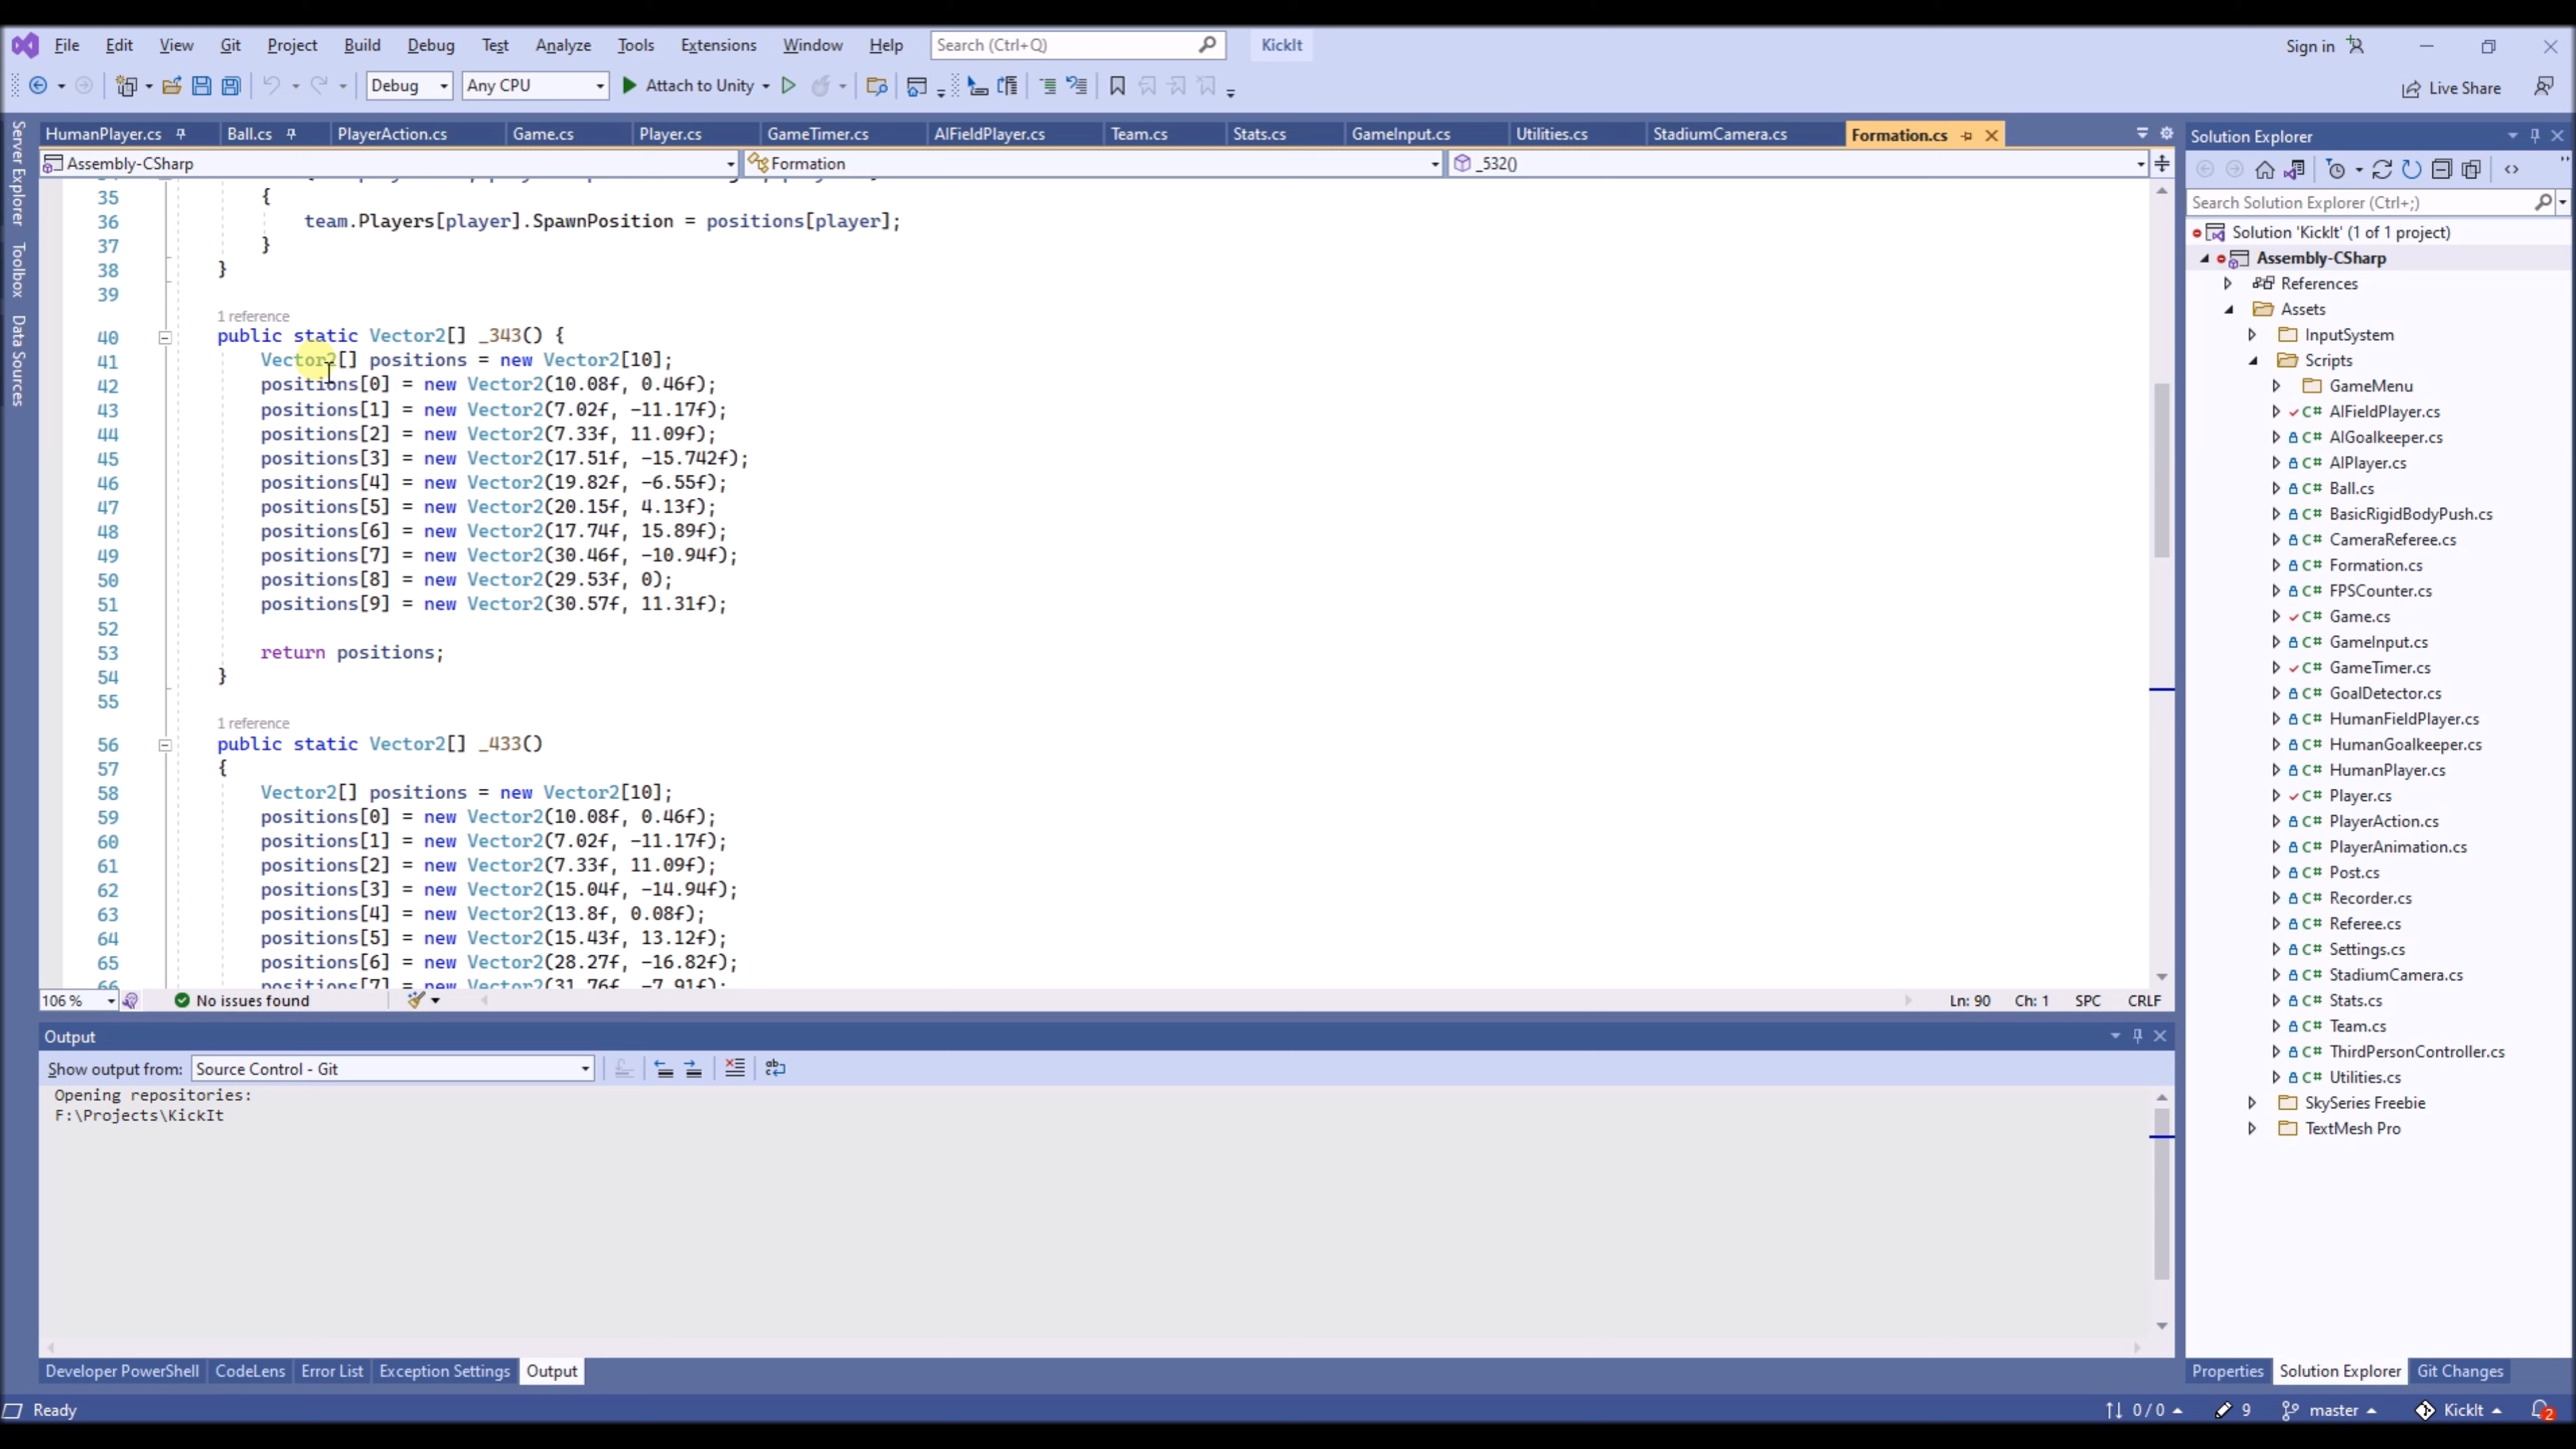 File Edit View Git Project Build Debug Test Analyze Tools Extensions Window Help Search (Ctrl+Q) KickIt Sign in
Debug Any CPU Attach to Unity Live Share
HumanPlayer.cs Ball.cs PlayerAction.cs Game.cs Player.cs GameTimer.cs AIFieldPlayer.cs Team.cs Stats.cs GameInput.cs Utilities.cs StadiumCamera.cs Formation.cs
Assembly-CSharp Formation _532()
Server Explorer
Toolbox
Data Sources
35 {
36 team.Players[player].SpawnPosition = positions[player];
37 }
38 }
39
1 reference
40 public static Vector2[] _343() {
41 Vector2[] positions = new Vector2[10];
42 positions[0] = new Vector2(10.08f, 0.46f);
43 positions[1] = new Vector2(7.02f, -11.17f);
44 positions[2] = new Vector2(7.33f, 11.09f);
45 positions[3] = new Vector2(17.51f, -15.742f);
46 positions[4] = new Vector2(19.82f, -6.55f);
47 positions[5] = new Vector2(20.15f, 4.13f);
48 positions[6] = new Vector2(17.74f, 15.89f);
49 positions[7] = new Vector2(30.46f, -10.94f);
50 positions[8] = new Vector2(29.53f, 0);
51 positions[9] = new Vector2(30.57f, 11.31f);
52
53 return positions;
54 }
55
1 reference
56 public static Vector2[] _433()
57 {
58 Vector2[] positions = new Vector2[10];
59 positions[0] = new Vector2(10.08f, 0.46f);
60 positions[1] = new Vector2(7.02f, -11.17f);
61 positions[2] = new Vector2(7.33f, 11.09f);
62 positions[3] = new Vector2(15.04f, -14.94f);
63 positions[4] = new Vector2(13.8f, 0.08f);
64 positions[5] = new Vector2(15.43f, 13.12f);
65 positions[6] = new Vector2(28.27f, -16.82f);
66 positions[7] = new Vector2(31.76f, -7.91f);
106 % No issues found Ln: 90 Ch: 1 SPC CRLF
Output
Show output from: Source Control - Git
Opening repositories:
F:\Projects\KickIt
Developer PowerShell CodeLens Error List Exception Settings Output
Solution Explorer
Search Solution Explorer (Ctrl+;)
Solution 'KickIt' (1 of 1 project)
Assembly-CSharp
References
Assets
InputSystem
Scripts
GameMenu
C# AIFieldPlayer.cs
C# AIGoalkeeper.cs
C# AIPlayer.cs
C# Ball.cs
C# BasicRigidBodyPush.cs
C# CameraReferee.cs
C# Formation.cs
C# FPSCounter.cs
C# Game.cs
C# GameInput.cs
C# GameTimer.cs
C# GoalDetector.cs
C# HumanFieldPlayer.cs
C# HumanGoalkeeper.cs
C# HumanPlayer.cs
C# Player.cs
C# PlayerAction.cs
C# PlayerAnimation.cs
C# Post.cs
C# Recorder.cs
C# Referee.cs
C# Settings.cs
C# StadiumCamera.cs
C# Stats.cs
C# Team.cs
C# ThirdPersonController.cs
C# Utilities.cs
SkySeries Freebie
TextMesh Pro
Properties Solution Explorer Git Changes
Ready 0 / 0 9 master KickIt 2